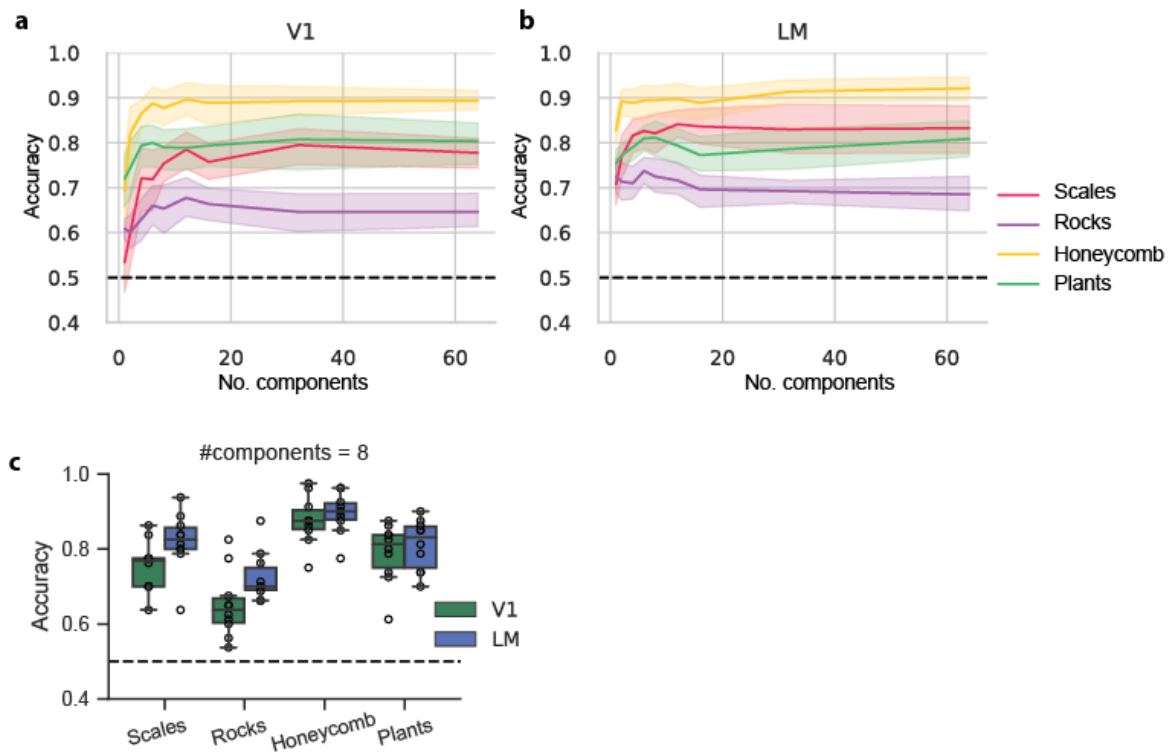 a
V1
1.0
0.9
0.8
0.7
0.6
0.5
0.4
Accuracy
0
20
40
60
No. components
b
LM
1.0
0.9
0.8
0.7
0.6
0.5
0.4
Accuracy
0
20
40
60
No. components
Scales
Rocks
Honeycomb
Plants
c
#components = 8
1.0
0.8
0.6
0.4
Accuracy
V1
LM
Scales
Rocks
Honeycomb
Plants